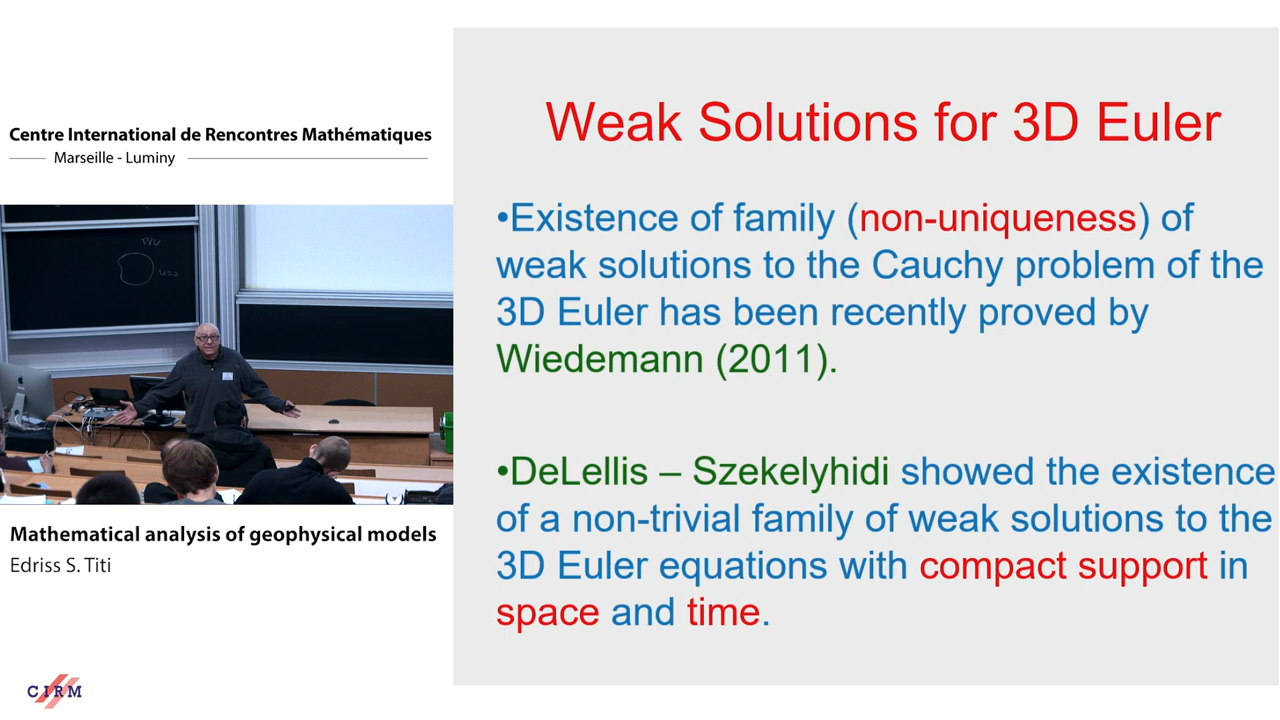 Centre International de Rencontres Mathématiques
Marseille - Luminy
Mathematical analysis of geophysical models
Edriss S. Titi
CIRM
Weak Solutions for 3D Euler
•Existence of family (non-uniqueness) of
weak solutions to the Cauchy problem of the
3D Euler has been recently proved by
Wiedemann (2011).
•DeLellis – Szekelyhidi showed the existence
of a non-trivial family of weak solutions to the
3D Euler equations with compact support in
space and time.